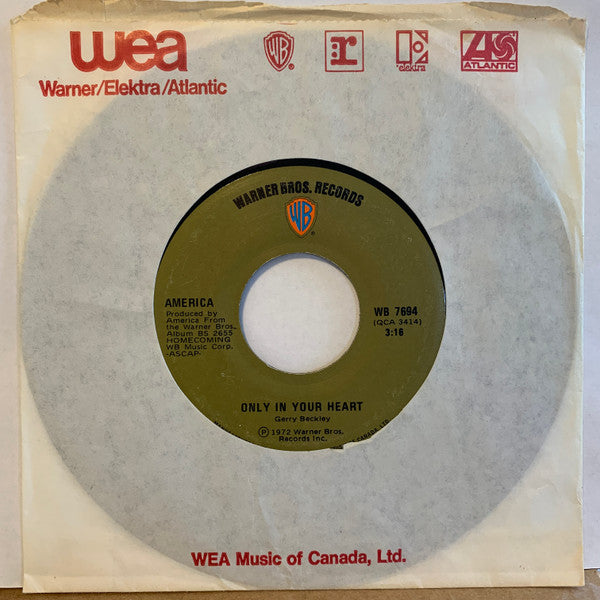 wea
Warner/Elektra/Atlantic
WB
r
elektra
ATLANTIC
WARNER BROS. RECORDS
WB
AMERICA
Produced by
America From
the Warner Bros.
Album BS 2655
HOMECOMING
WB Music Corp.
-ASCAP-
WB 7694
(QCA 3414)
3:16
ONLY IN YOUR HEART
Gerry Beckley
Ⓟ 1972 Warner Bros.
Records Inc.
CANADA, LTD.
WEA Music of Canada, Ltd.